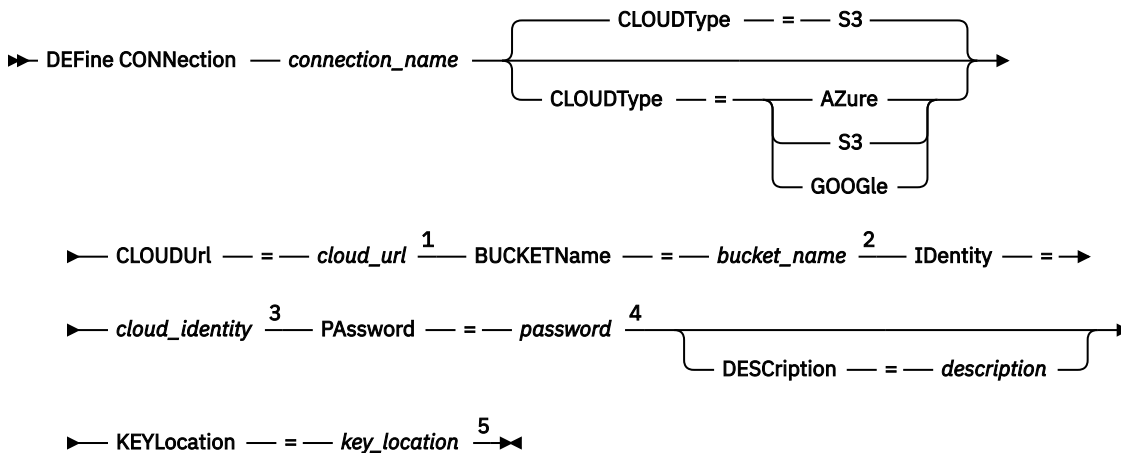 CLOUDType = S3
DEFine CONNection connection_name
CLOUDType = AZure
S3
GOOGle
CLOUDUrl = cloud_url 1 BUCKETName = bucket_name 2 IDentity =
cloud_identity 3 PAssword = password 4
DESCription = description
KEYLocation = key_location 5